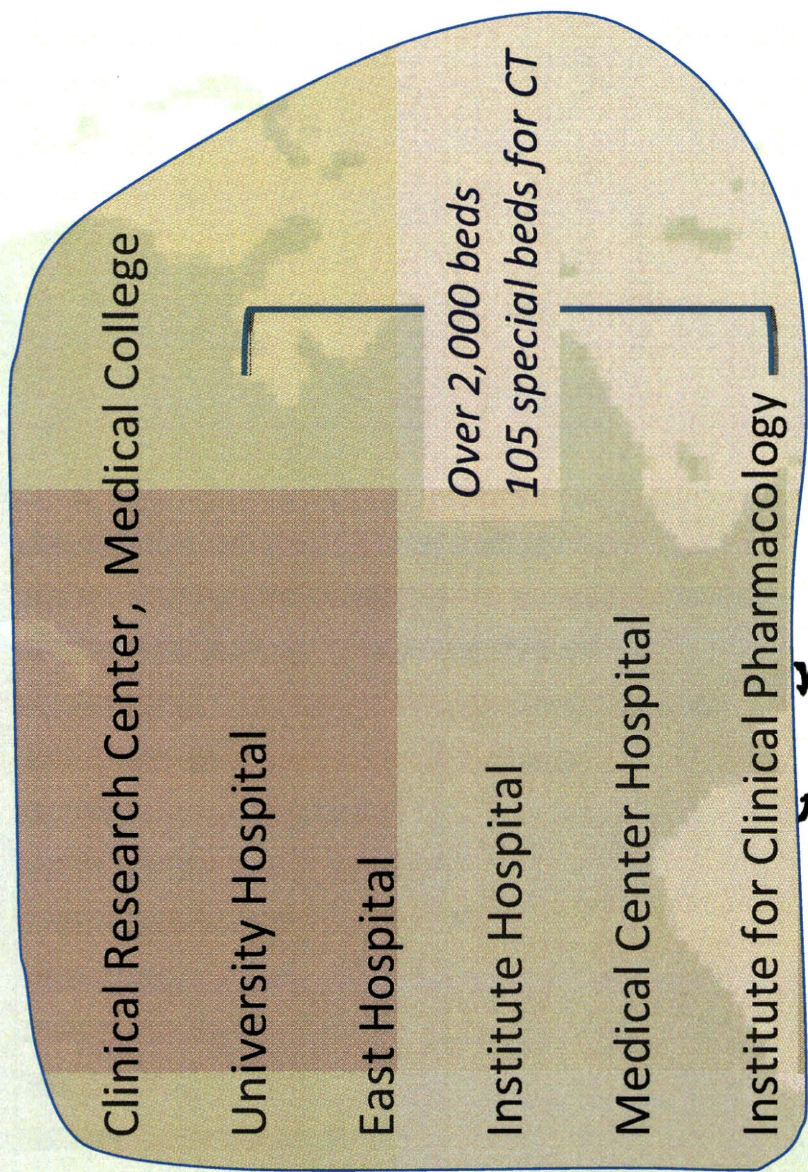 Clinical Research Center, Medical College
University Hospital
East Hospital
Institute Hospital
Medical Center Hospital
Institute for Clinical Pharmacology
Over 2,000 beds
105 special beds for CT